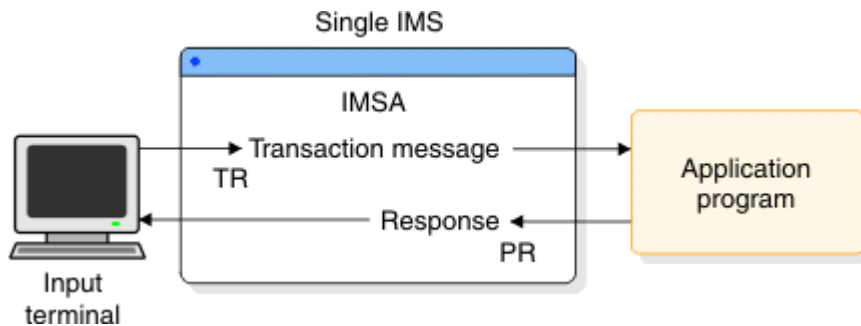 Single IMS
IMSA
Transaction message
TR
Application
program
Response
PR
Input
terminal